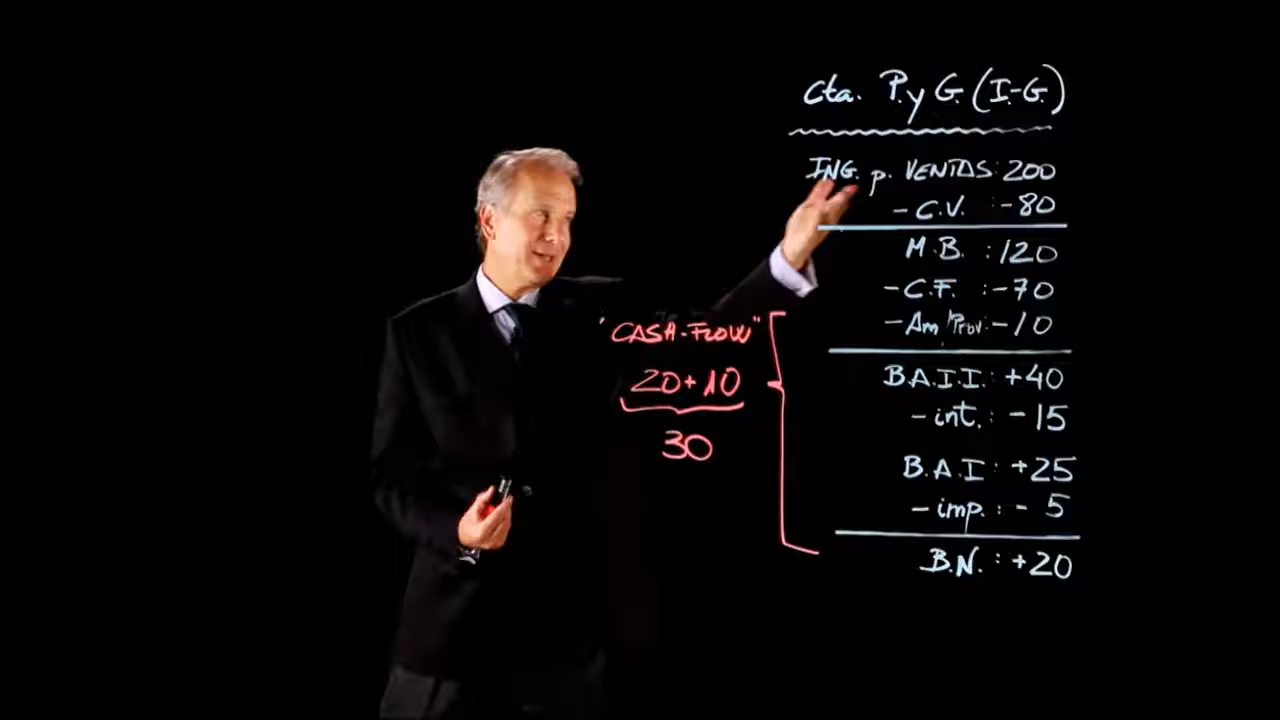 Cta. P. y G. (I-G.)
ING. p. VENTAS: 200
- C.V. : -80
M.B. : 120
- C.F. : -70
- Am/Prov: -10
B.A.I.I.: +40
- int.: -15
B.A.I : +25
- imp. : - 5
B.N. : +20
"CASH-FLOW"
20+10
30